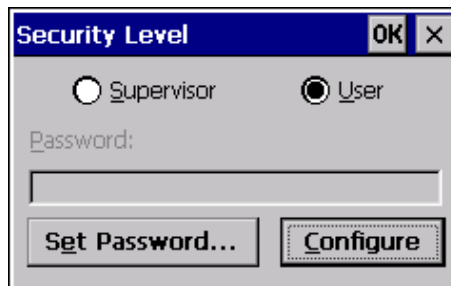 Security Level OK ×
Supervisor User
Password:
Set Password... Configure